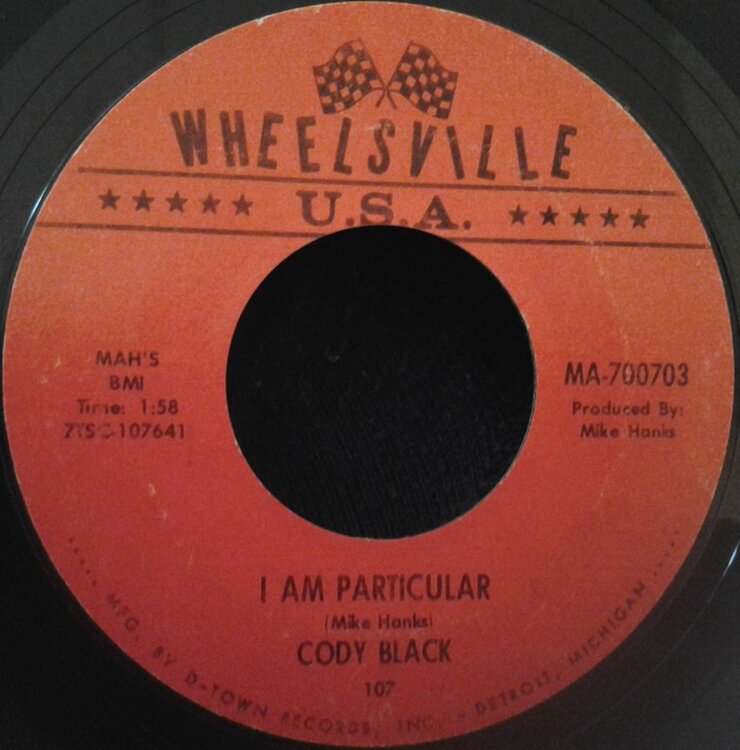 WHEELSVILLE
U.S.A.
MAH'S
BMI
Time: 1:58
ZTSC-107641
MA-700703
Produced By:
Mike Hanks
I AM PARTICULAR
(Mike Hanks)
CODY BLACK
107
..... MFG. BY D-TOWN RECORDS, INC. - DETROIT, MICHIGAN .....